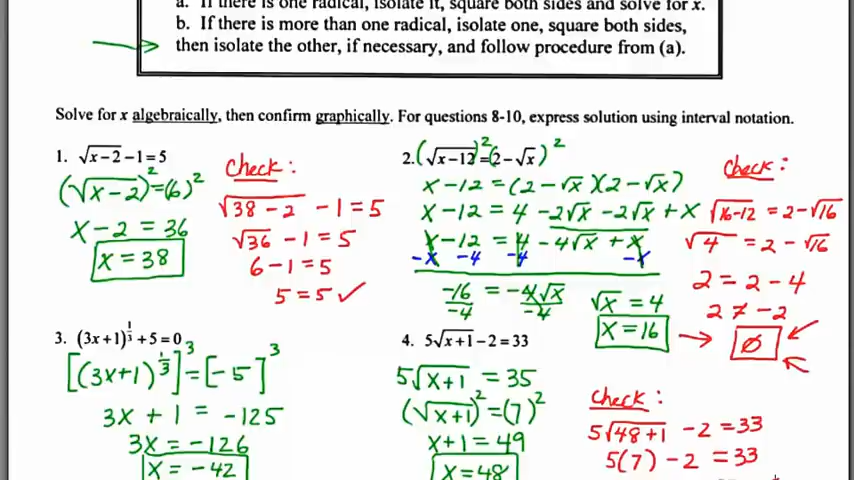 a. If there is one radical, isolate it, square both sides and solve for x.
b. If there is more than one radical, isolate one, square both sides,
then isolate the other, if necessary, and follow procedure from (a).
Solve for x algebraically, then confirm graphically. For questions 8-10, express solution using interval notation.
1. √(x-2) - 1 = 5
(√(x-2))² = (6)²
x - 2 = 36
x = 38
Check:
√(38-2) - 1 = 5
√36 - 1 = 5
6 - 1 = 5
5 = 5 ✓
2. (√(x-12))² = (2-√x)²
x - 12 = (2-√x)(2-√x)
x - 12 = 4 - 2√x - 2√x + x
x - 12 = 4 - 4√x + x
-x -4 -4 -x
-16/-4 = -4√x/-4
√x = 4
x = 16 → ∅
Check:
√(16-12) = 2 - √16
√4 = 2 - √16
2 = 2 - 4
2 ≠ -2
3. (3x+1)^(1/3) + 5 = 0
[(3x+1)^(1/3)]³ = [-5]³
3x + 1 = -125
3x = -126
x = -42
4. 5√(x+1) - 2 = 33
5√(x+1) = 35
(√(x+1))² = (7)²
x+1 = 49
x = 48
Check:
5√(48+1) - 2 = 33
5(7) - 2 = 33